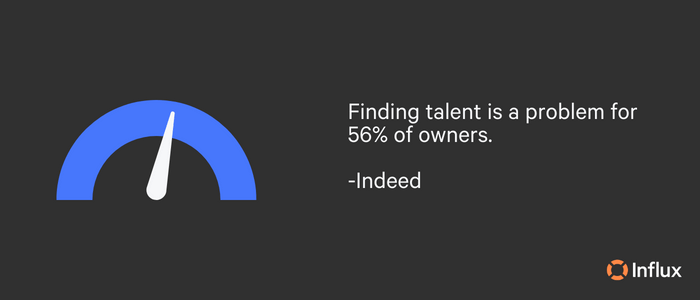 Finding talent is a problem for
56% of owners.
-Indeed
Influx